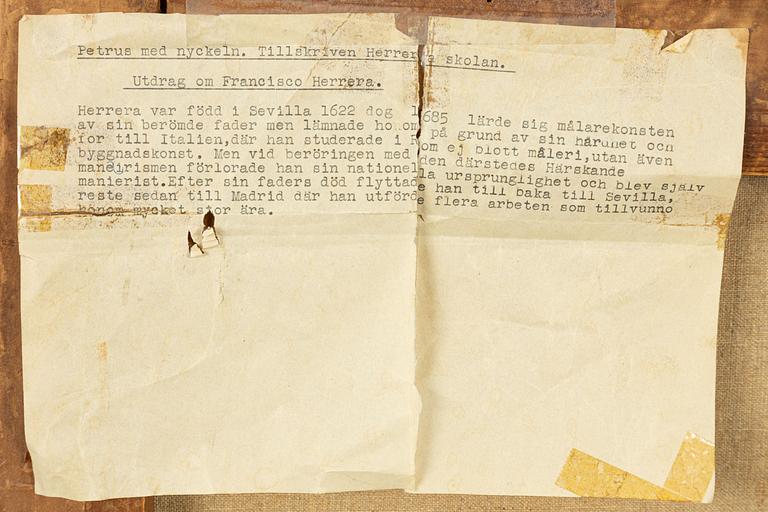 Petrus med nyckeln. Tillskriven Herrera skolan.
Utdrag om Francisco Herrera.
Herrera var född i Sevilla 1622 dog 1685 lärde sig målarekonsten
av sin berömde fader men lämnade honom på grund av sin hårdhet och
for till Italien,där han studerade i R om ej blott måleri,utan även
byggnadskonst. Men vid beröringen med den därstedes Härskande
mandirismen förlorade han sin nationella ursprunglighet och blev själv
manierist.Efter sin faders död flyttade han till baka till Sevilla,
reste sedan till Madrid där han utförde flera arbeten som tillvunno
honom mycket stor ära.